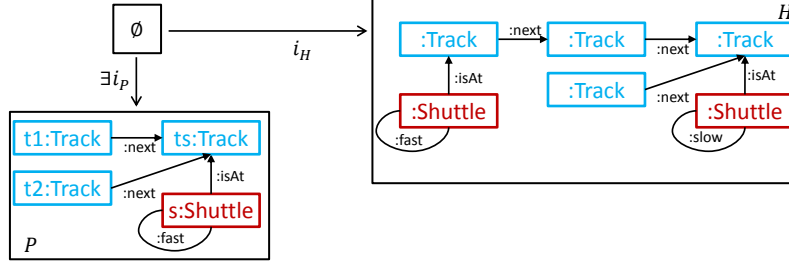 ∅
i_H
H
:Track
:next
:Track
:next
:Track
:isAt
:Track
:next
:isAt
:Shuttle
:fast
:Shuttle
:slow
∃i_P
t1:Track
:next
ts:Track
t2:Track
:next
:isAt
s:Shuttle
:fast
P